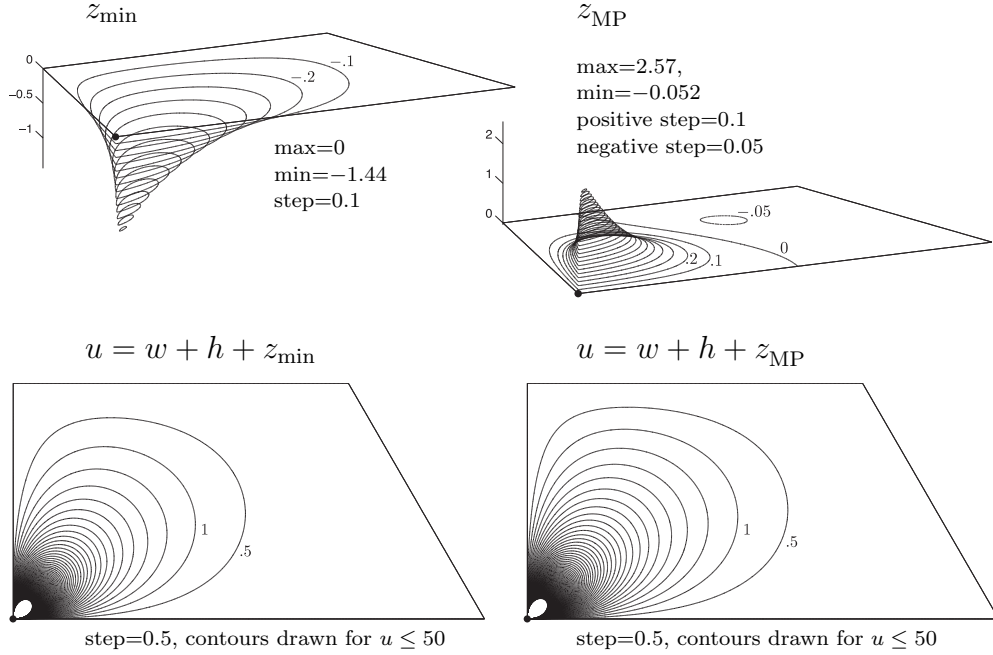 z_min
0
−0.5
−1
−.1
−.2
max=0
min=−1.44
step=0.1
z_MP
max=2.57,
min=−0.052
positive step=0.1
negative step=0.05
2
1
0
−.05
0
.2
.1
u = w + h + z_min
1
.5
step=0.5, contours drawn for u ≤ 50
u = w + h + z_MP
1
.5
step=0.5, contours drawn for u ≤ 50